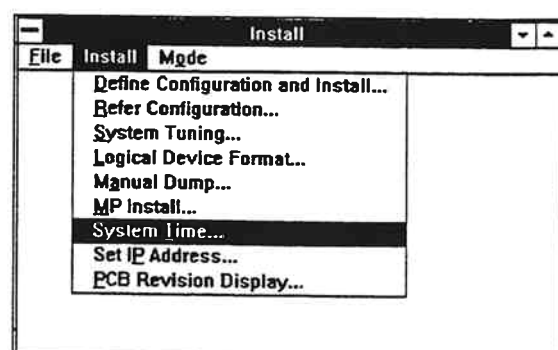 Install
File Install Mode
Define Configuration and Install...
Refer Configuration...
System Tuning...
Logical Device Format...
Manual Dump...
MP Install...
System Time...
Set IP Address...
PCB Revision Display...